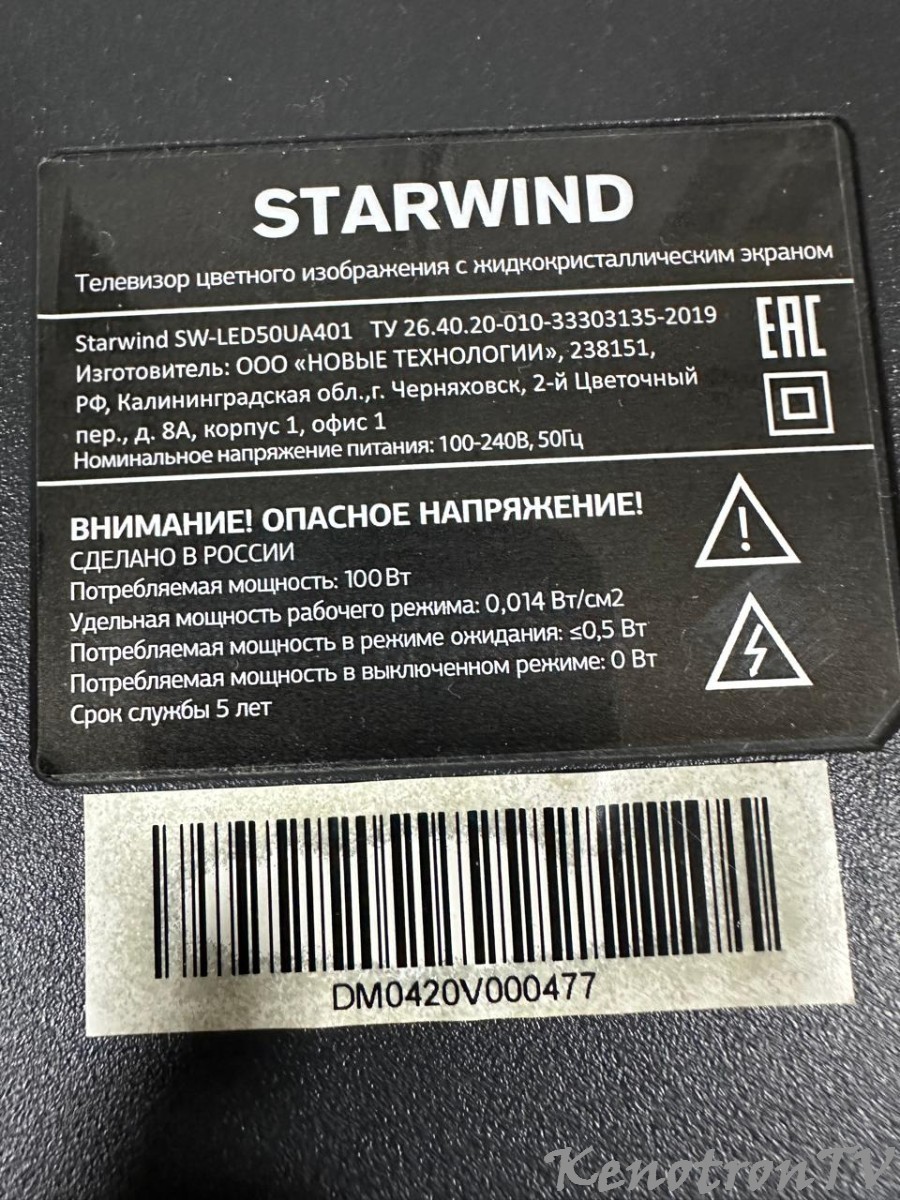 STARWIND
Телевизор цветного изображения с жидкокристаллическим экраном
Starwind SW-LED50UA401 ТУ 26.40.20-010-33303135-2019
Изготовитель: ООО «НОВЫЕ ТЕХНОЛОГИИ», 238151,
РФ, Калининградская обл.,г. Черняховск, 2-й Цветочный
пер., д. 8А, корпус 1, офис 1
Номинальное напряжение питания: 100-240В, 50Гц
EAC
ВНИМАНИЕ! ОПАСНОЕ НАПРЯЖЕНИЕ!
СДЕЛАНО В РОССИИ
Потребляемая мощность: 100 Вт
Удельная мощность рабочего режима: 0,014 Вт/см2
Потребляемая мощность в режиме ожидания: ≤0,5 Вт
Потребляемая мощность в выключенном режиме: 0 Вт
Срок службы 5 лет
DM0420V000477
KenotronTV